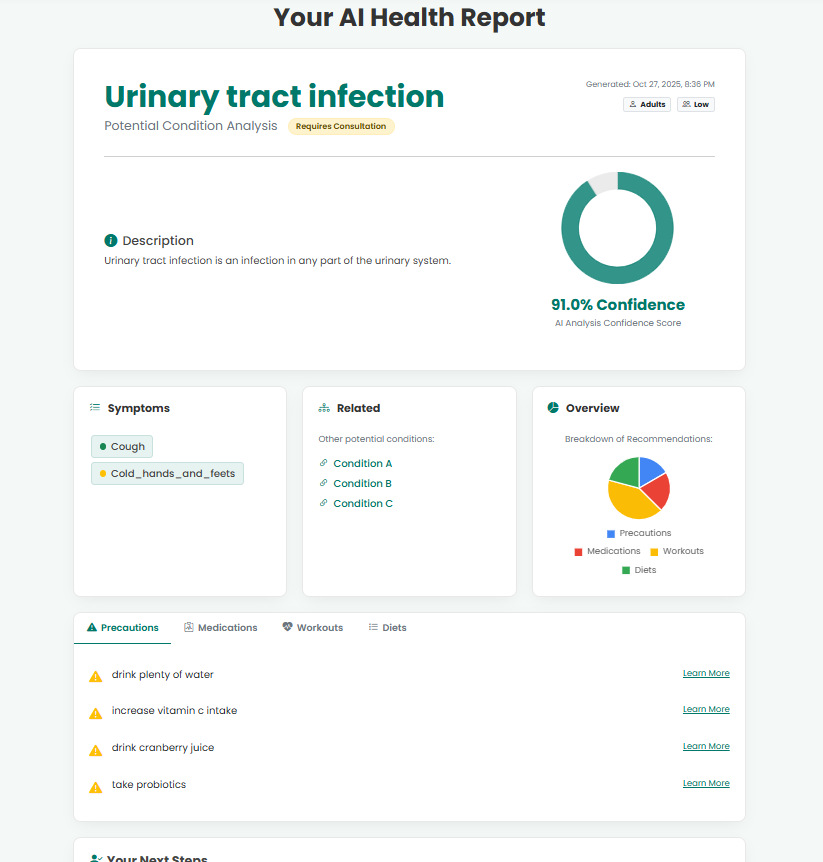 Your AI Health Report
Urinary tract infection
Generated: Oct 27, 2025, 8:36 PM
Adults Low
Potential Condition Analysis Requires Consultation
Description
Urinary tract infection is an infection in any part of the urinary system.
91.0% Confidence
AI Analysis Confidence Score
Symptoms
Cough
Cold_hands_and_feets
Related
Other potential conditions:
Condition A
Condition B
Condition C
Overview
Breakdown of Recommendations:
Precautions
Medications Workouts
Diets
Precautions Medications Workouts Diets
drink plenty of water Learn More
increase vitamin c intake Learn More
drink cranberry juice Learn More
take probiotics Learn More
Your Next Steps